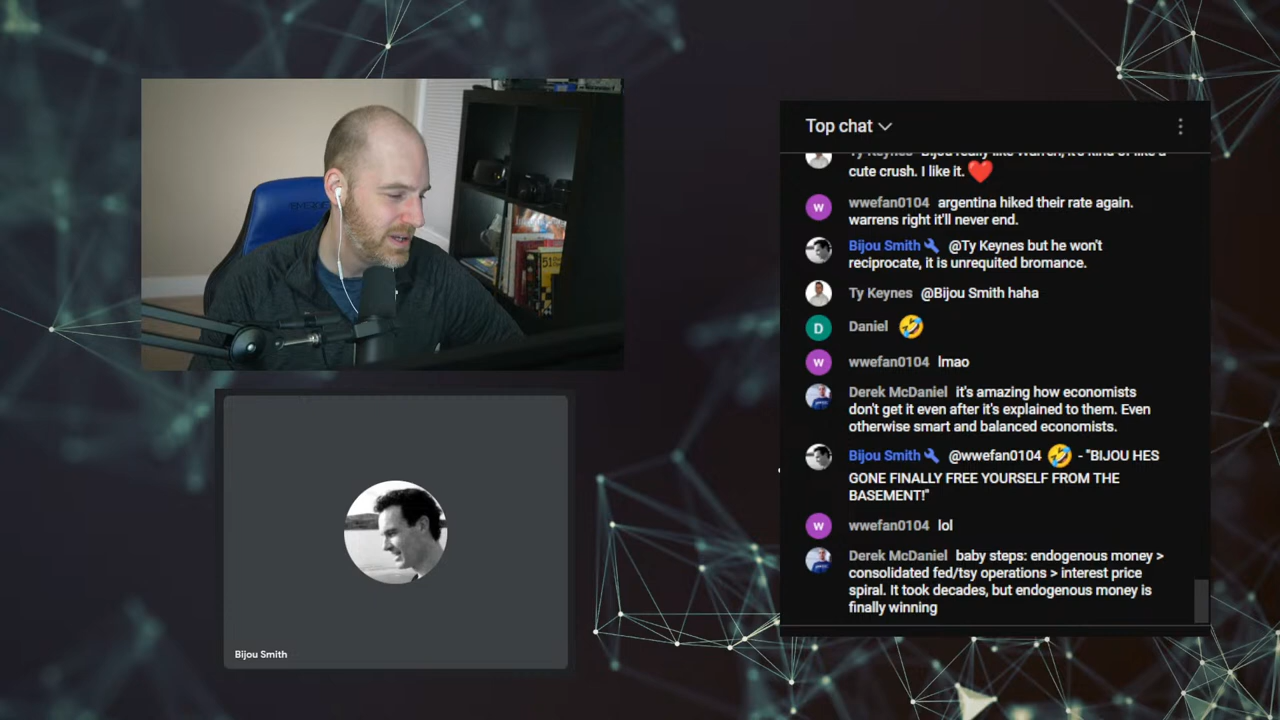 Top chat
Ty Keynes Bijou really like Warren, it's kind of like a
cute crush. I like it.
wwefan0104 argentina hiked their rate again.
warrens right it'll never end.
Bijou Smith @Ty Keynes but he won't
reciprocate, it is unrequited bromance.
Ty Keynes @Bijou Smith haha
D Daniel
wwefan0104 lmao
Derek McDaniel it's amazing how economists
don't get it even after it's explained to them. Even
otherwise smart and balanced economists.
Bijou Smith @wwefan0104 🤣 - "BIJOU HES
GONE FINALLY FREE YOURSELF FROM THE
BASEMENT!"
w wwefan0104 lol
Derek McDaniel baby steps: endogenous money >
consolidated fed/tsy operations > interest price
spiral. It took decades, but endogenous money is
finally winning
Bijou Smith